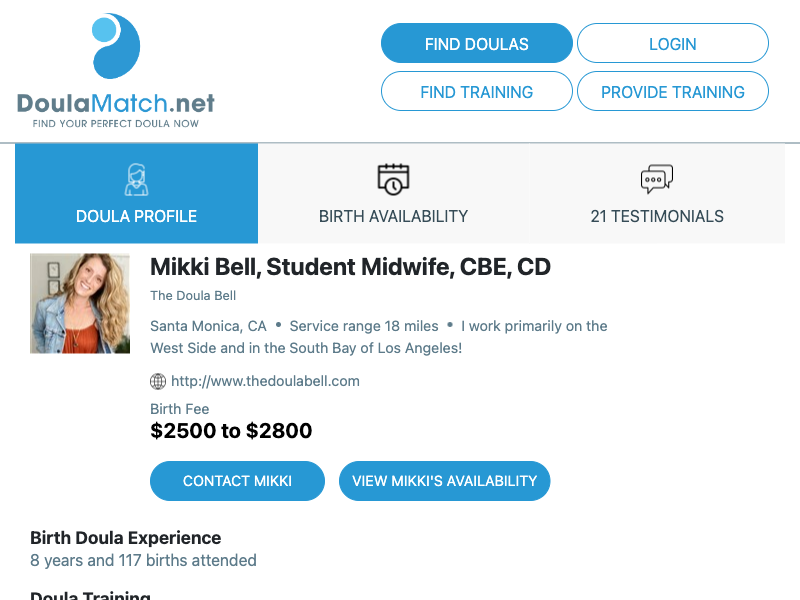 DoulaMatch.net
FIND YOUR PERFECT DOULA NOW
FIND DOULAS
LOGIN
FIND TRAINING
PROVIDE TRAINING
DOULA PROFILE
BIRTH AVAILABILITY
21 TESTIMONIALS
Mikki Bell, Student Midwife, CBE, CD
The Doula Bell
Santa Monica, CA • Service range 18 miles • I work primarily on the
West Side and in the South Bay of Los Angeles!
http://www.thedoulabell.com
Birth Fee
$2500 to $2800
CONTACT MIKKI
VIEW MIKKI'S AVAILABILITY
Birth Doula Experience
8 years and 117 births attended
Doula Training